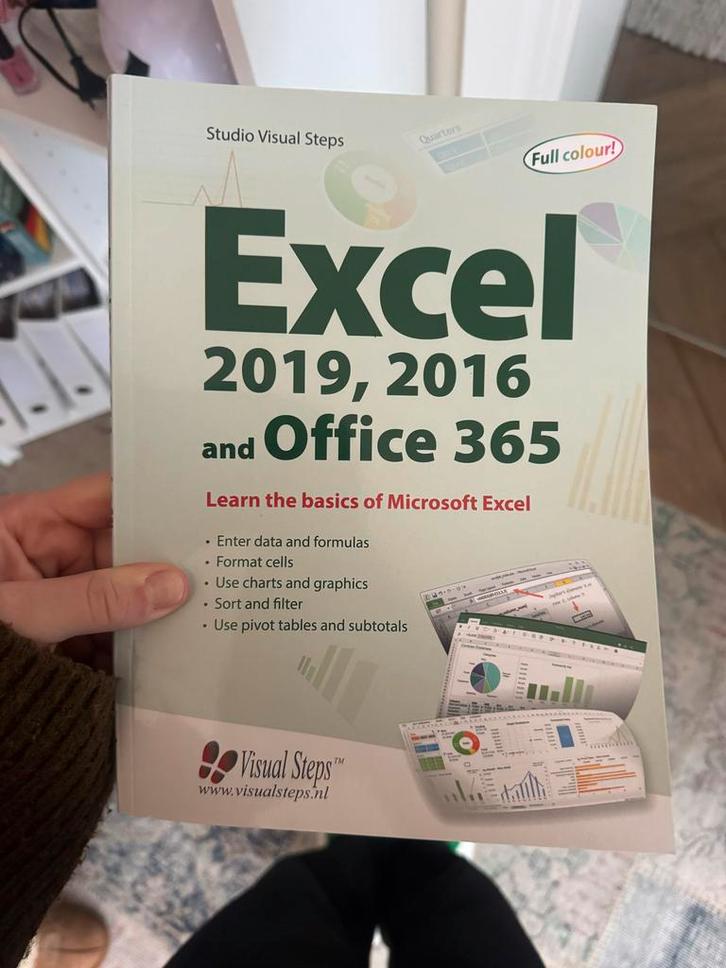 Studio Visual Steps
Quarters
Full colour!
Excel
2019, 2016
and Office 365
Learn the basics of Microsoft Excel
• Enter data and formulas
• Format cells
• Use charts and graphics
• Sort and filter
• Use pivot tables and subtotals
Visual Steps™
www.visualsteps.nl